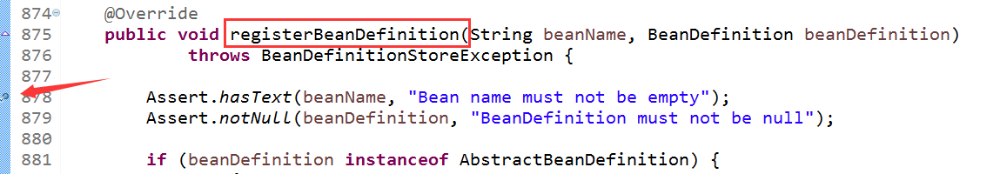 874 @Override
875 public void registerBeanDefinition(String beanName, BeanDefinition beanDefinition)
876 throws BeanDefinitionStoreException {
877
878 Assert.hasText(beanName, "Bean name must not be empty");
879 Assert.notNull(beanDefinition, "BeanDefinition must not be null");
880
881 if (beanDefinition instanceof AbstractBeanDefinition) {